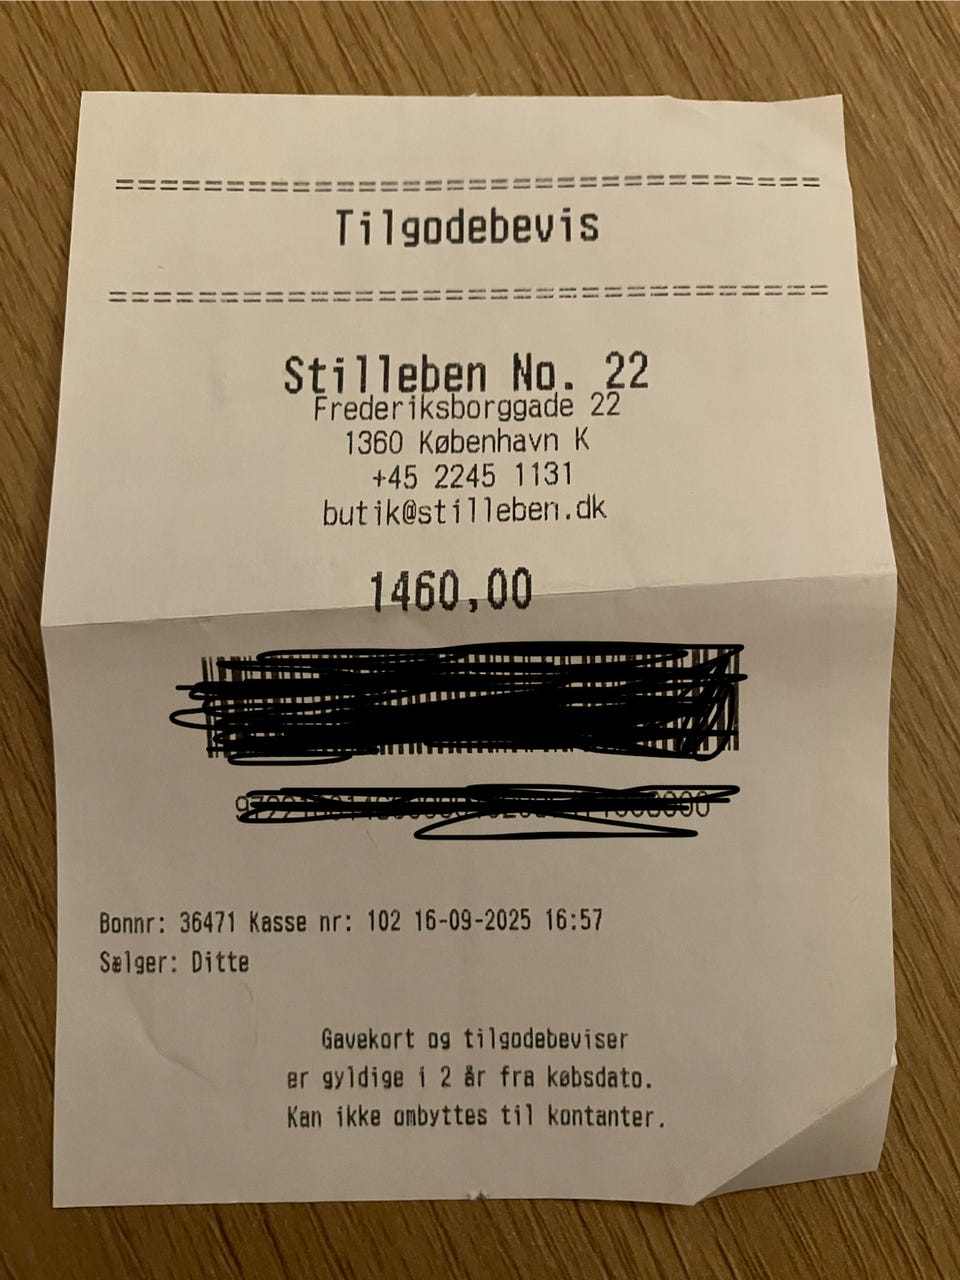 ================================
Tilgodebevis
================================
Stilleben No. 22
Frederiksborggade 22
1360 København K
+45 2245 1131
butik@stilleben.dk
1460,00
Bonnr: 36471 Kasse nr: 102 16-09-2025 16:57
Sælger: Ditte
Gavekort og tilgodebeviser
er gyldige i 2 år fra købsdato.
Kan ikke ombyttes til kontanter.